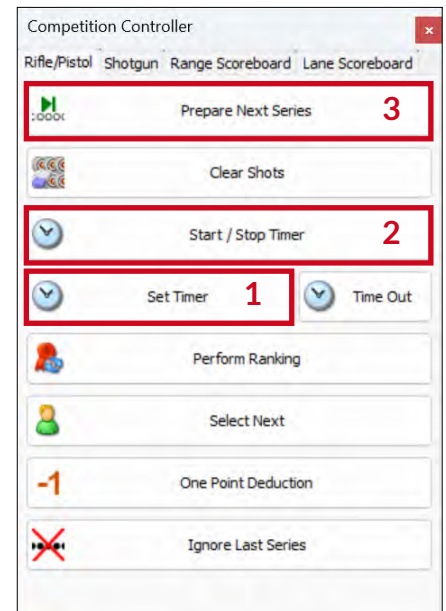 Competition Controller
Rifle/Pistol Shotgun Range Scoreboard Lane Scoreboard
Prepare Next Series 3
Clear Shots
Start / Stop Timer 2
Set Timer 1 Time Out
Perform Ranking
Select Next
-1 One Point Deduction
Ignore Last Series